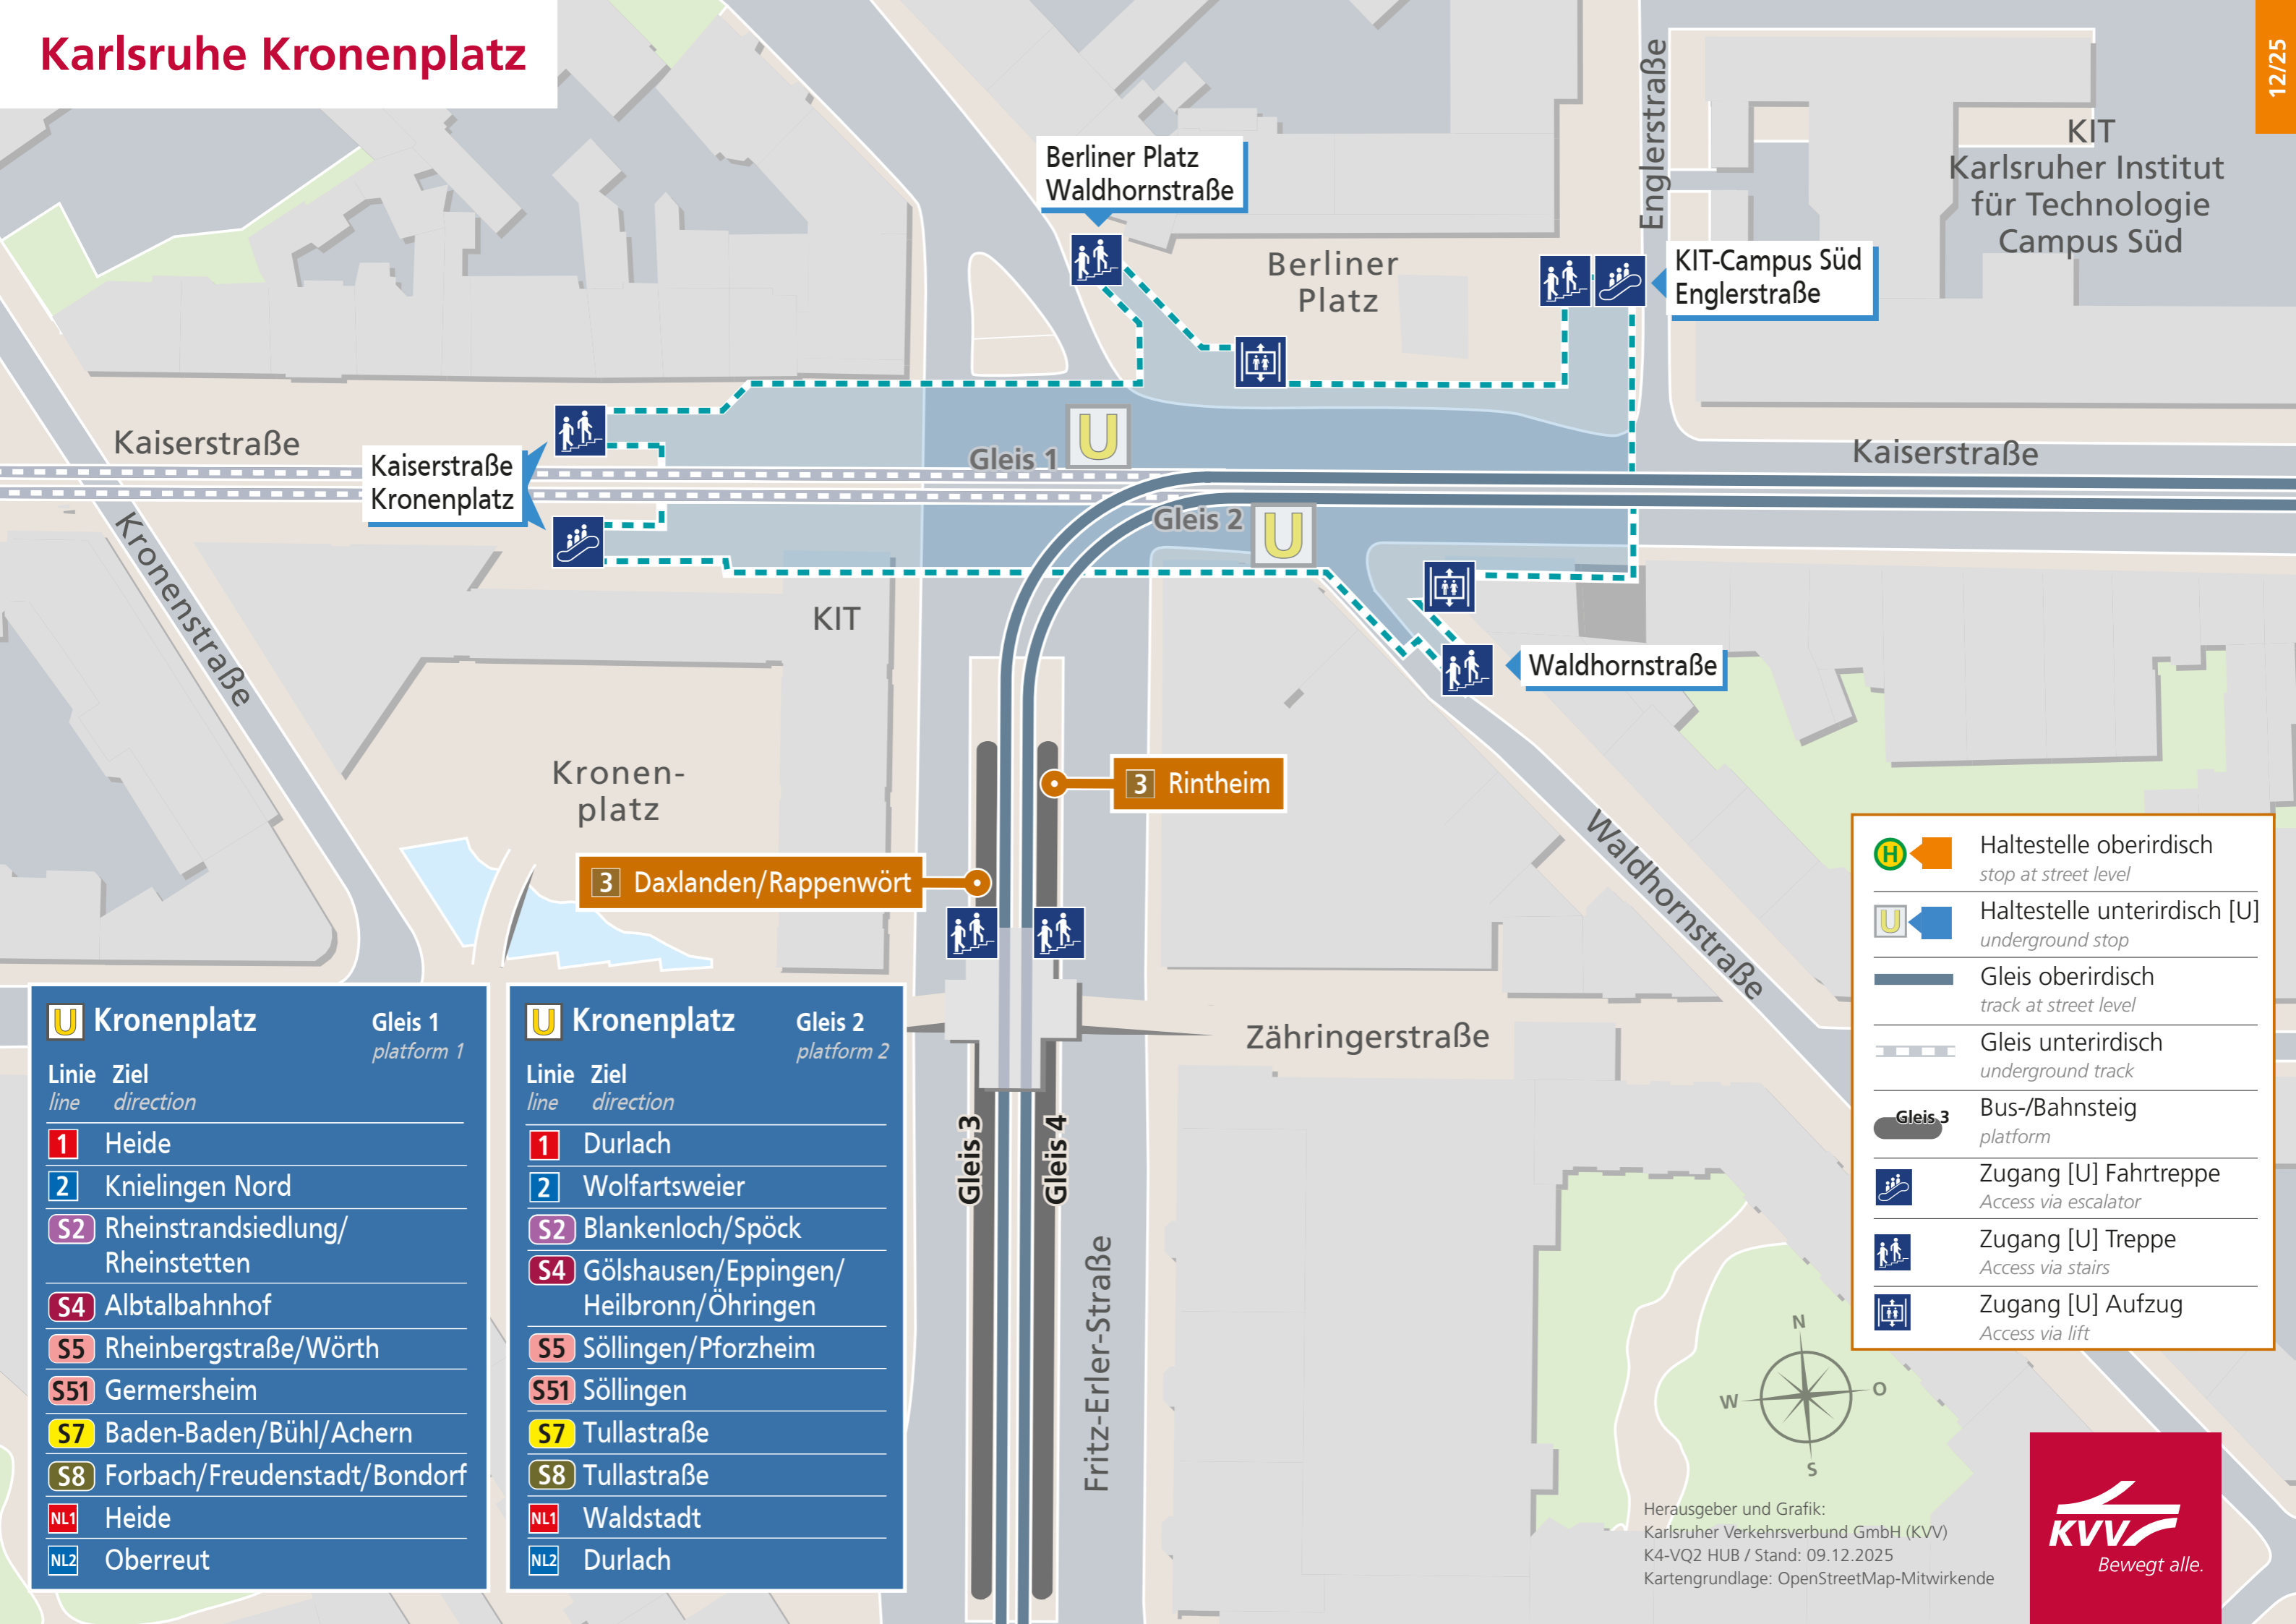 Karlsruhe Kronenplatz
12/25
Englerstraße
KIT
Karlsruher Institut
für Technologie
Campus Süd
Berliner Platz
Waldhornstraße
Berliner
Platz
KIT-Campus Süd
Englerstraße
Kaiserstraße
Kaiserstraße
Kronenplatz
Gleis 1
U
Kaiserstraße
Gleis 2
U
Kronenstraße
KIT
Waldhornstraße
Kronen-
platz
3 Rintheim
3 Daxlanden/Rappenwört
Waldhornstraße
Zähringerstraße
Gleis 3
Gleis 4
Fritz-Erler-Straße
U Kronenplatz Gleis 1
platform 1
Linie Ziel
line direction
1 Heide
2 Knielingen Nord
S2 Rheinstrandsiedlung/
Rheinstetten
S4 Albtalbahnhof
S5 Rheinbergstraße/Wörth
S51 Germersheim
S7 Baden-Baden/Bühl/Achern
S8 Forbach/Freudenstadt/Bondorf
NL1 Heide
NL2 Oberreut
U Kronenplatz Gleis 2
platform 2
Linie Ziel
line direction
1 Durlach
2 Wolfartsweier
S2 Blankenloch/Spöck
S4 Gölshausen/Eppingen/
Heilbronn/Öhringen
S5 Söllingen/Pforzheim
S51 Söllingen
S7 Tullastraße
S8 Tullastraße
NL1 Waldstadt
NL2 Durlach
H Haltestelle oberirdisch
stop at street level
U Haltestelle unterirdisch [U]
underground stop
Gleis oberirdisch
track at street level
Gleis unterirdisch
underground track
Gleis 3 Bus-/Bahnsteig
platform
Zugang [U] Fahrtreppe
Access via escalator
Zugang [U] Treppe
Access via stairs
Zugang [U] Aufzug
Access via lift
N
W
O
S
Herausgeber und Grafik:
Karlsruher Verkehrsverbund GmbH (KVV)
K4-VQ2 HUB / Stand: 09.12.2025
Kartengrundlage: OpenStreetMap-Mitwirkende
KVV
Bewegt alle.